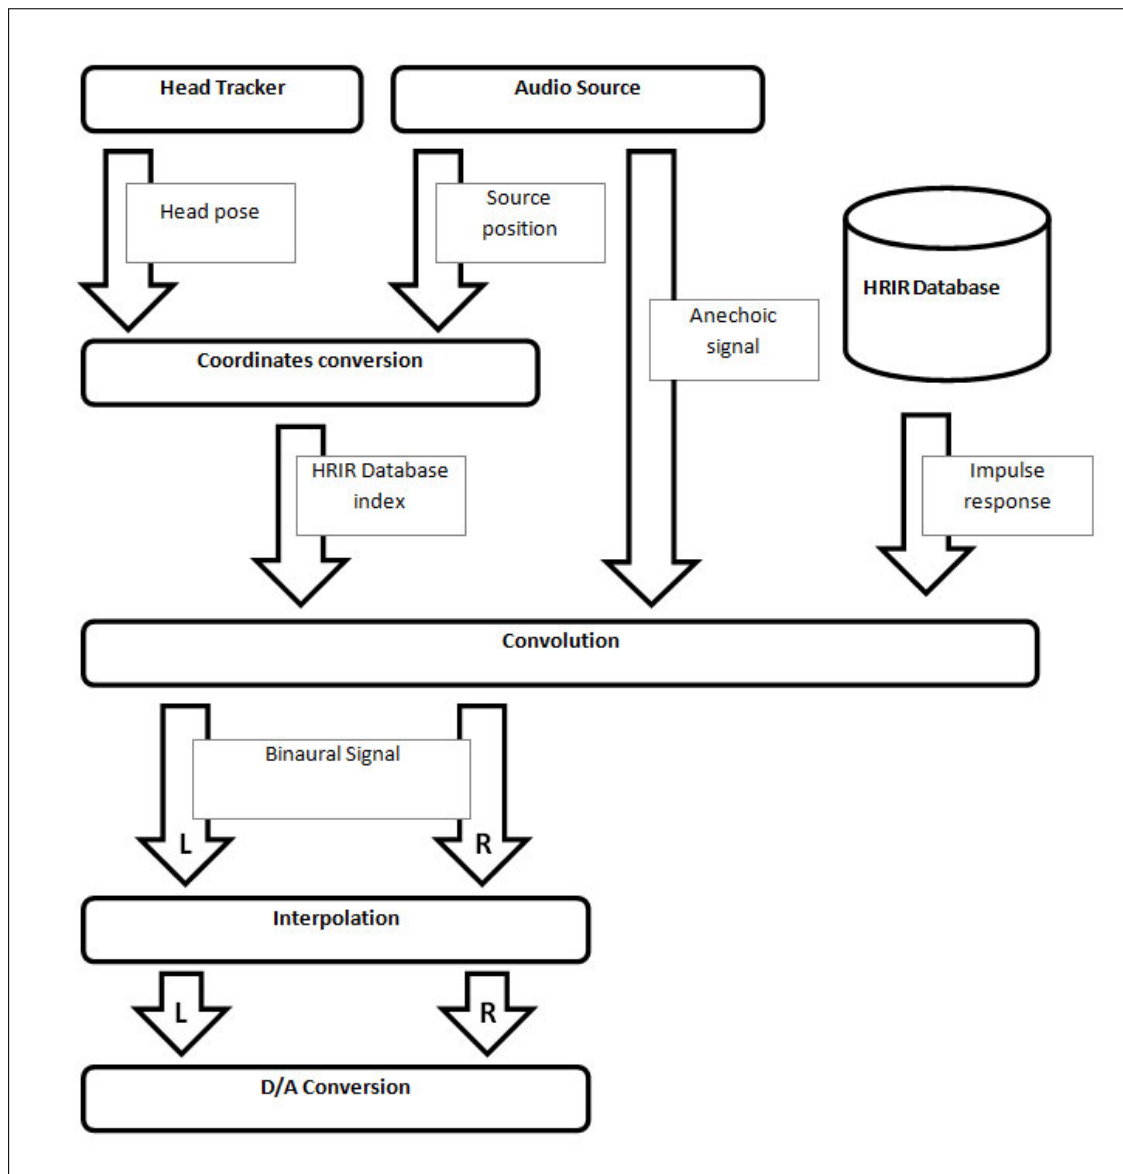 Head Tracker
Audio Source
Head pose
Source
position
HRIR Database
Anechoic
signal
Coordinates conversion
HRIR Database
index
Impulse
response
Convolution
Binaural Signal
L
R
Interpolation
L
R
D/A Conversion